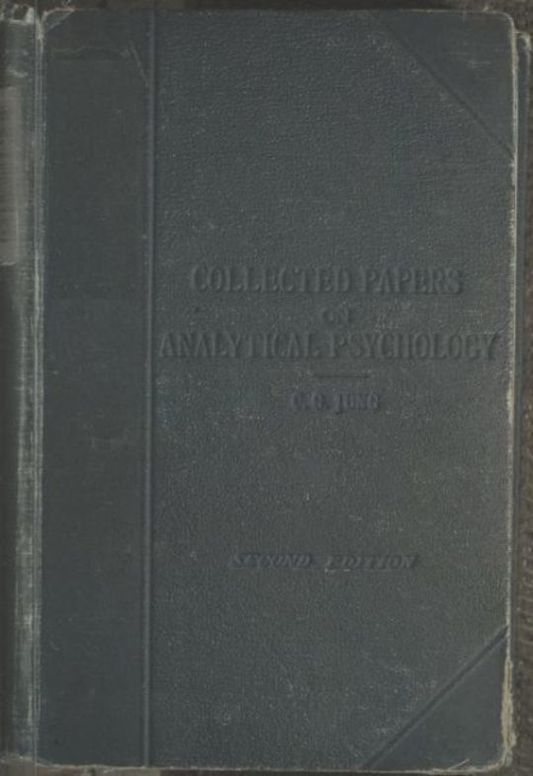 COLLECTED PAPERS
ON
ANALYTICAL PSYCHOLOGY
C. G. JUNG
SECOND EDITION